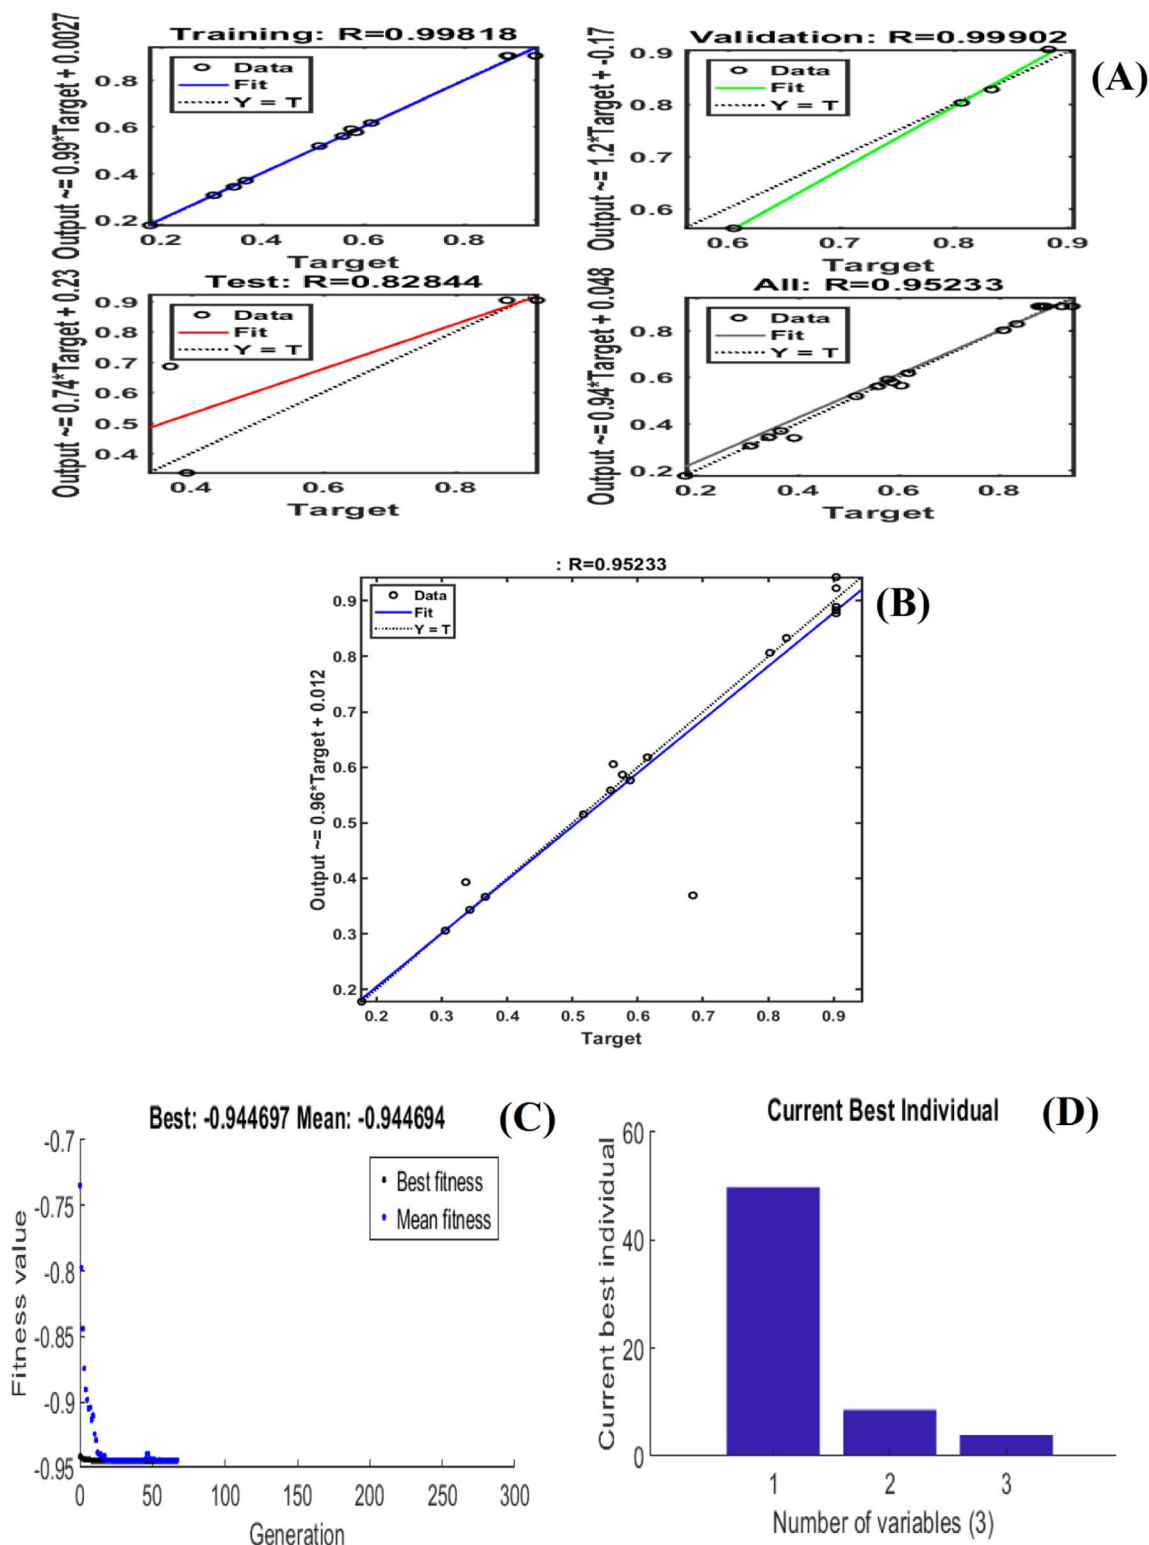 Training: R=0.99818
Output ~= 0.99*Target + 0.0027
Data
Fit
Y = T
0.8
0.6
0.4
0.2
0.2 0.4 0.6 0.8
Target
Validation: R=0.99902
(A)
Output ~= 1.2*Target + -0.17
Data
Fit
Y = T
0.9
0.8
0.7
0.6
0.6 0.7 0.8 0.9
Target
Test: R=0.82844
Output ~= 0.74*Target + 0.23
Data
Fit
Y = T
0.9
0.8
0.7
0.6
0.5
0.4
0.4 0.6 0.8
Target
All: R=0.95233
Output ~= 0.94*Target + 0.048
Data
Fit
Y = T
0.8
0.6
0.4
0.2
0.2 0.4 0.6 0.8
Target
: R=0.95233
(B)
Output ~= 0.96*Target + 0.012
Data
Fit
Y = T
0.9
0.8
0.7
0.6
0.5
0.4
0.3
0.2
0.2 0.3 0.4 0.5 0.6 0.7 0.8 0.9
Target
Best: -0.944697 Mean: -0.944694
(C)
Fitness value
Best fitness
Mean fitness
-0.7
-0.75
-0.8
-0.85
-0.9
-0.95
0 50 100 150 200 250 300
Generation
Current Best Individual
(D)
Current best individual
60
40
20
0
1 2 3
Number of variables (3)